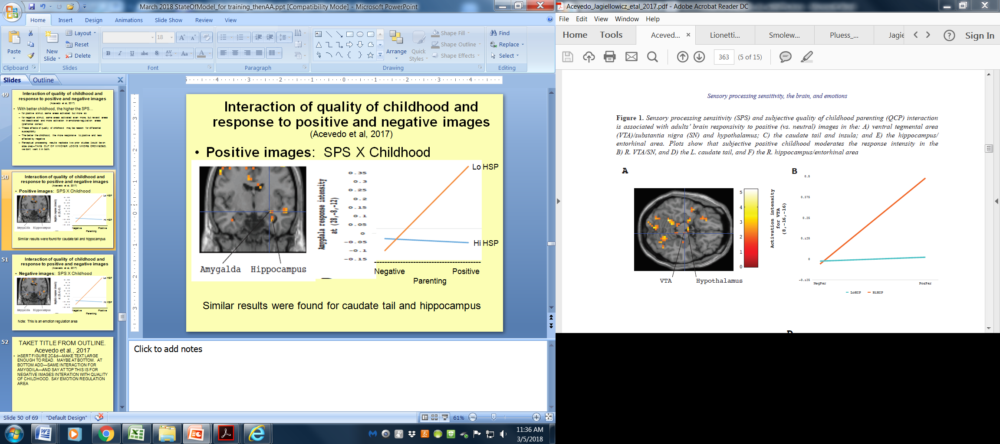 March 2018 StateOfModel_for training_thenAA.ppt [Compatibility Mode] - Microsoft PowerPoint
Home Insert Design Animations Slide Show Review View
Paste
Clipboard
New
Slide
Layout
Reset
Delete
Slides
18
B I U abc S AV Aa A
Font
Paragraph
Arrange
Quick
Styles
Shape Fill
Shape Outline
Shape Effects
Drawing
Find
Replace
Select
Editing
Slides Outline
49
Interaction of quality of childhood and
response to positive and negative images
(Acevedo et al, 2017)
• With better childhood, the higher the SPS...
– for positive stimuli, same areas activated but more so
– for negative stimuli, same areas activated even more, but reward areas
not deactivated and more activation in emotional-regulation areas
(prefrontal cortex)
– These effects of quality of childhood may be reason for differential
susceptibility
– The better the childhood, the more responsive to positive and less
affected by negative
– Perceptual processing results replicate two prior studies (could be on
slide one)—TAKE OUT OF WHICHER LOOKS MKORE CROWEDED,
we don't want it in both.
50
Interaction of quality of childhood and
response to positive and negative images
(Acevedo et al, 2017)
• Positive images: SPS X Childhood
Lo HSP
Hi HSP
Amygalda Hippocampus
Negative Positive
Parenting
Similar results were found for caudate tail and hippocampus
51
Interaction of quality of childhood and
response to positive and negative images
(Acevedo et al, 2017)
• Negative images: SPS X Childhood
Lo HSP
Hi HSP
Amygalda Hippocampus
Negative Positive
Parenting
Note: This is an emotion regulation area
52
TAKET TITLE FROM OUTLINE.
Acevedo et al., 2017
• inSERT FIGURE 2C&d—MAKE TEXT LARGE
ENOUGH TO READ. MAYBE AT BOTTOM. AT
BOTTOM ADD—SAME INTERACTION FOR
AMYGDILA—AND SAY AT TOP THIS IS FOR
NEGATIVE IMAGES INTERATION WITH QUALITY
OF CHILDHOOD. SAY EMOTION REGULATION
AREA
4 3 2 1 0 1 2 3 4
3
2
1
0
1
2
3
Interaction of quality of childhood and
response to positive and negative images
(Acevedo et al, 2017)
• Positive images: SPS X Childhood
Amygdala response intensity
at (28,-8,-12)
0.35
0.3
0.25
0.2
0.15
0.1
0.05
0
-0.05
-0.1
-0.15
Lo HSP
Hi HSP
Amygalda Hippocampus
Negative Positive
Parenting
Similar results were found for caudate tail and hippocampus
Click to add notes
Slide 50 of 69 "Default Design" 61%
11:36 AM
3/5/2018
Acevedo_Jagiellowicz_etal_2017.pdf - Adobe Acrobat Reader DC
File Edit View Window Help
Home Tools Aceved... × Lionetti... Smolew... Pluess_... Jagie Sign In
363 (5 of 15)
Sensory processing sensitivity, the brain, and emotions
Figure 1. Sensory processing sensitivity (SPS) and subjective quality of childhood parenting (QCP) interaction
is associated with adults' brain responsivity to positive (vs. neutral) images in the: A) ventral tegmental area
(VTA)/substantia nigra (SN) and hypothalamus; C) the caudate tail and insula; and E) the hippocampus/
entorhinal area. Plots show that subjective positive childhood moderates the response intensity in the
B) R. VTA/SN, and D) the L. caudate tail, and F) the R. hippocampus/entorhinal area
A
5
4
3
2
1
0
VTA Hypothalamus
B
Activation intensity
for VTA
(8,-16,-16)
0.5
0.375
0.25
0.125
0
-0.125
NegPar PosPar
LoHSP HiHSP